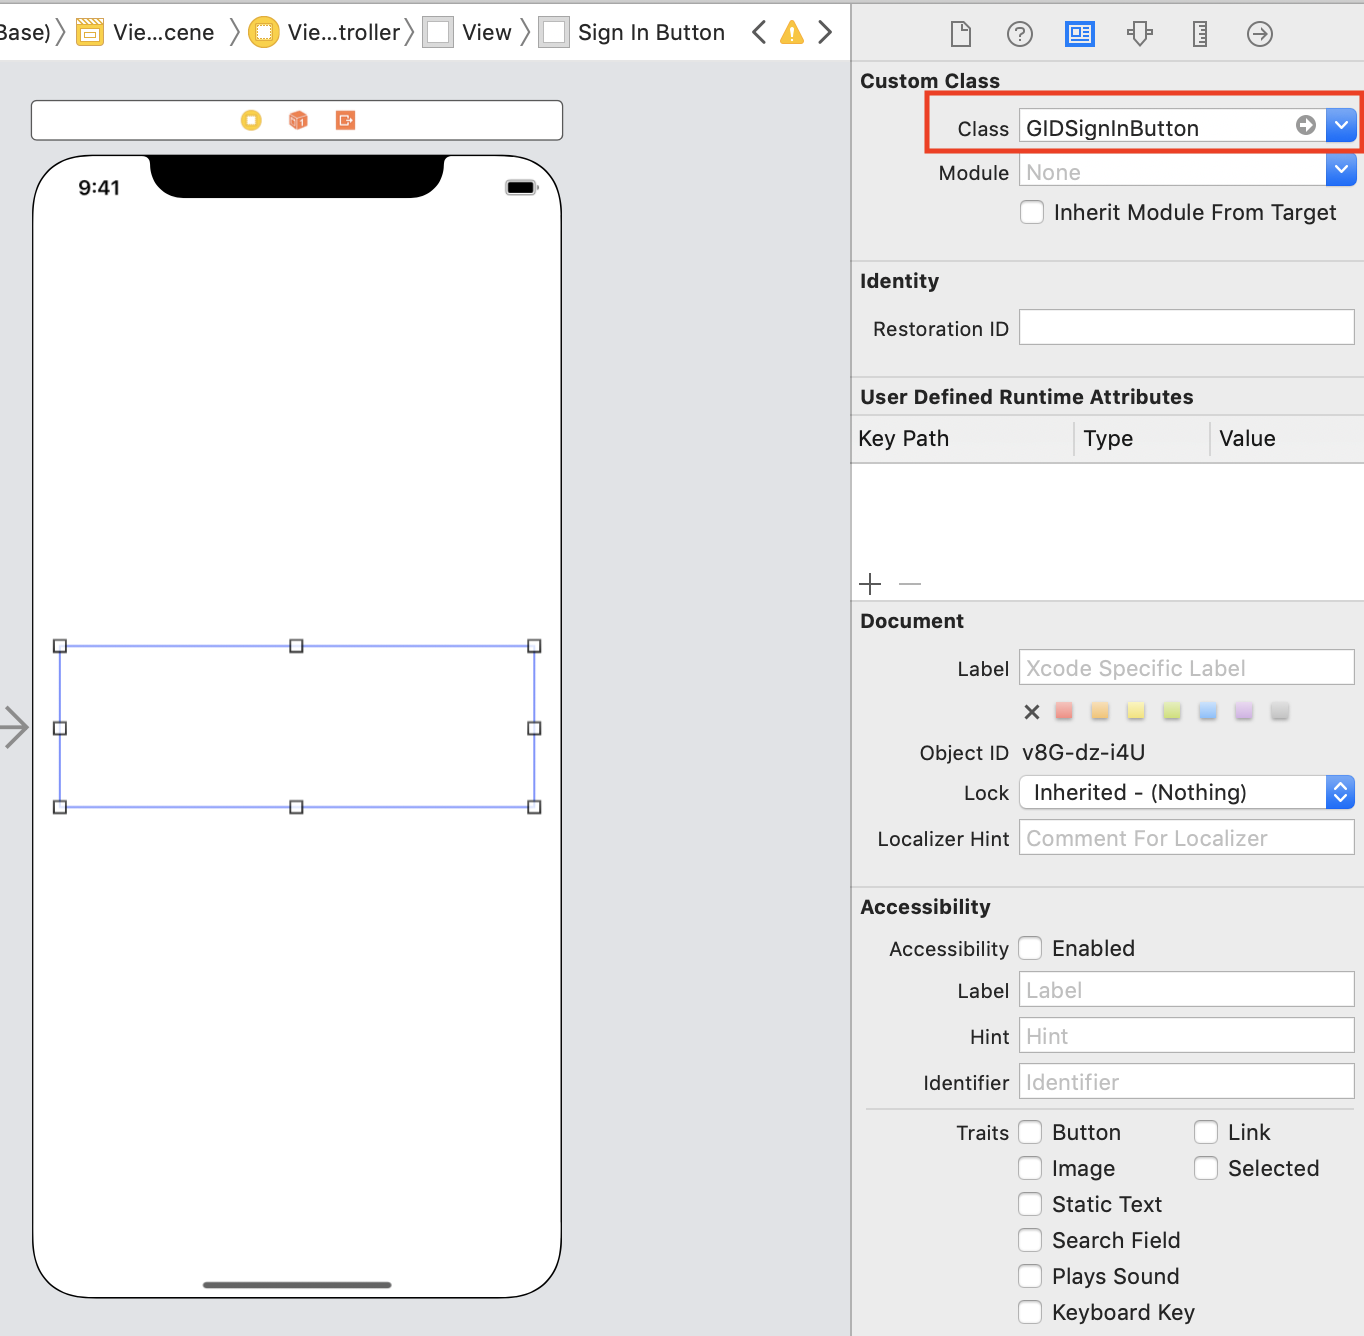 Base) Vie...cene Vie...troller View Sign In Button
9:41
Custom Class
Class GIDSignInButton
Module None
Inherit Module From Target
Identity
Restoration ID
User Defined Runtime Attributes
Key Path Type Value
Document
Label Xcode Specific Label
Object ID v8G-dz-i4U
Lock Inherited - (Nothing)
Localizer Hint Comment For Localizer
Accessibility
Accessibility Enabled
Label Label
Hint Hint
Identifier Identifier
Traits Button Link
Image Selected
Static Text
Search Field
Plays Sound
Keyboard Key